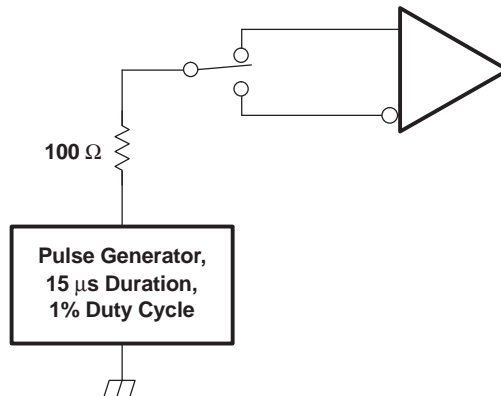 100 Ω
Pulse Generator,
15 μs Duration,
1% Duty Cycle